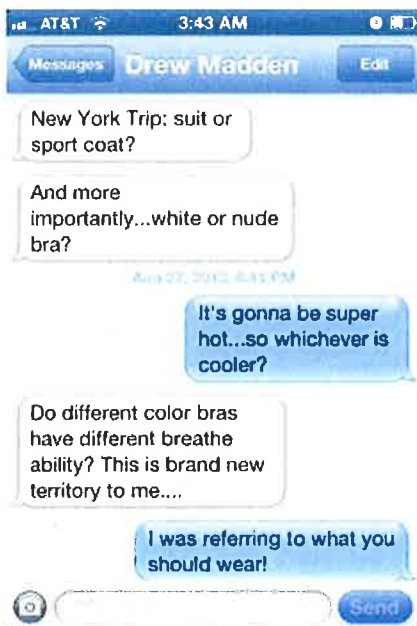 AT&T 3:43 AM
Messages Drew Madden Edit
New York Trip: suit or
sport coat?
And more
importantly...white or nude
bra?
PM
It's gonna be super
hot...so whichever is
cooler?
Do different color bras
have different breathe
ability? This is brand new
territory to me....
I was referring to what you
should wear!
Send